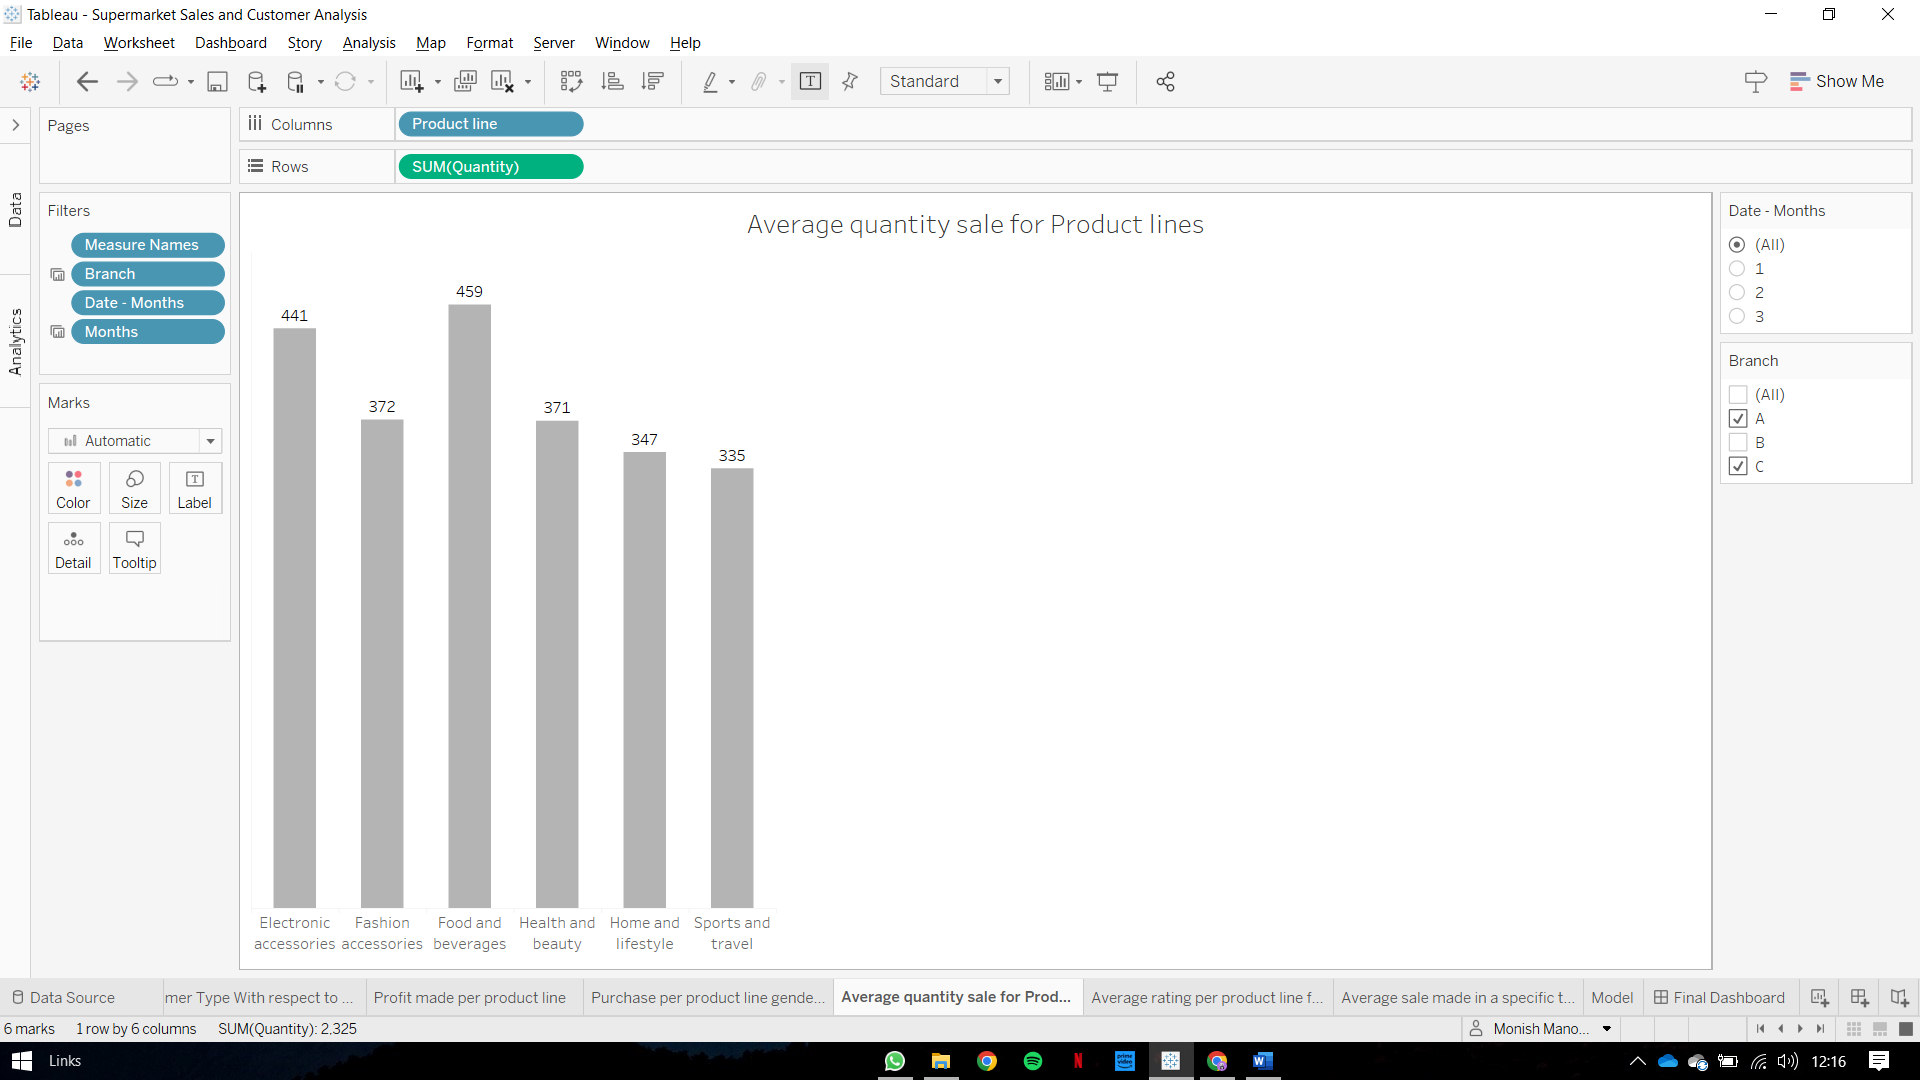 Tableau - Supermarket Sales and Customer Analysis
File Data Worksheet Dashboard Story Analysis Map Format Server Window Help
Standard
Show Me
Pages
Columns
Product line
Rows
SUM(Quantity)
Data
Analytics
Filters
Measure Names
Branch
Date - Months
Months
Marks
Automatic
Color
Size
Label
Detail
Tooltip
Average quantity sale for Product lines
441
372
459
371
347
335
Electronic accessories
Fashion accessories
Food and beverages
Health and beauty
Home and lifestyle
Sports and travel
Date - Months
(All)
1
2
3
Branch
(All)
A
B
C
Data Source
mer Type With respect to ...
Profit made per product line
Purchase per product line gende...
Average quantity sale for Prod...
Average rating per product line f...
Average sale made in a specific t...
Model
Final Dashboard
6 marks 1 row by 6 columns SUM(Quantity): 2,325
Monish Mano...
Links
prime video
12:16